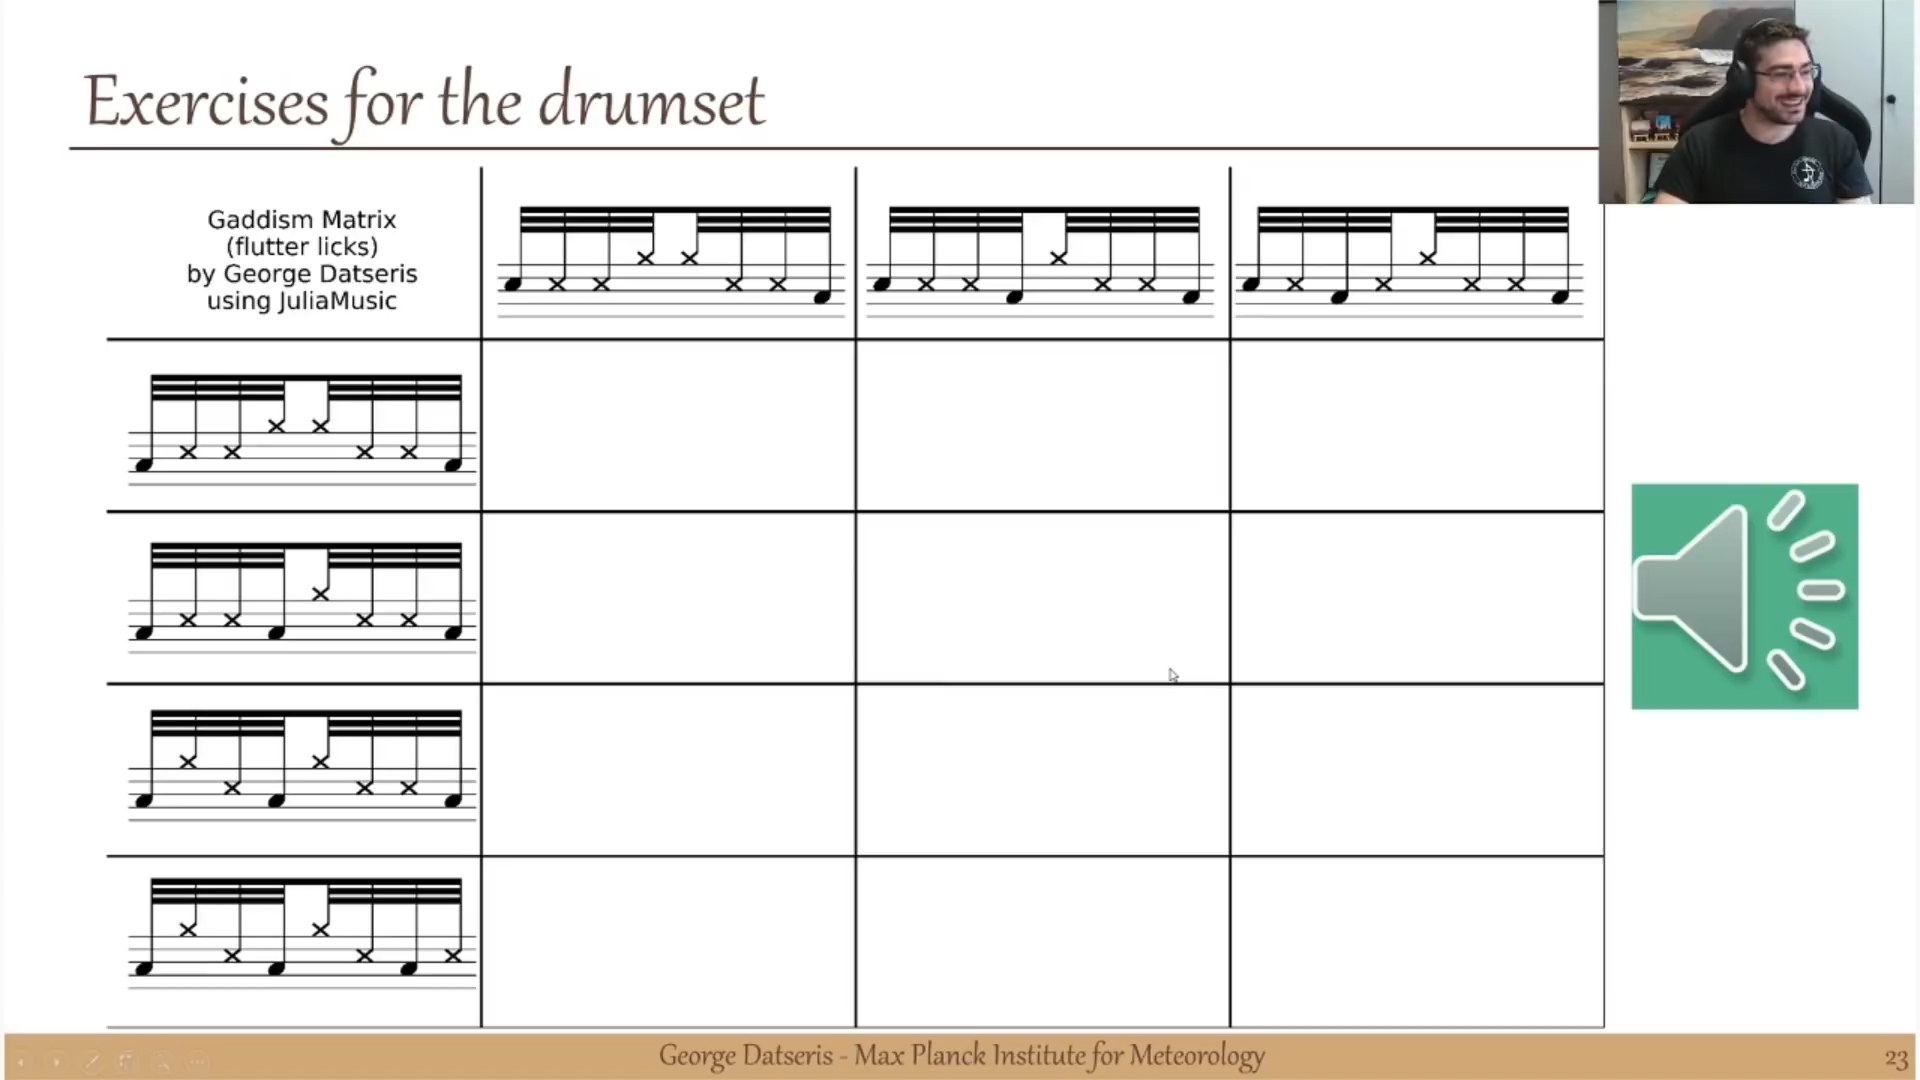 Exercises for the drumset
Gaddism Matrix
(flutter licks)
by George Datseris
using JuliaMusic
George Datseris - Max Planck Institute for Meteorology
23